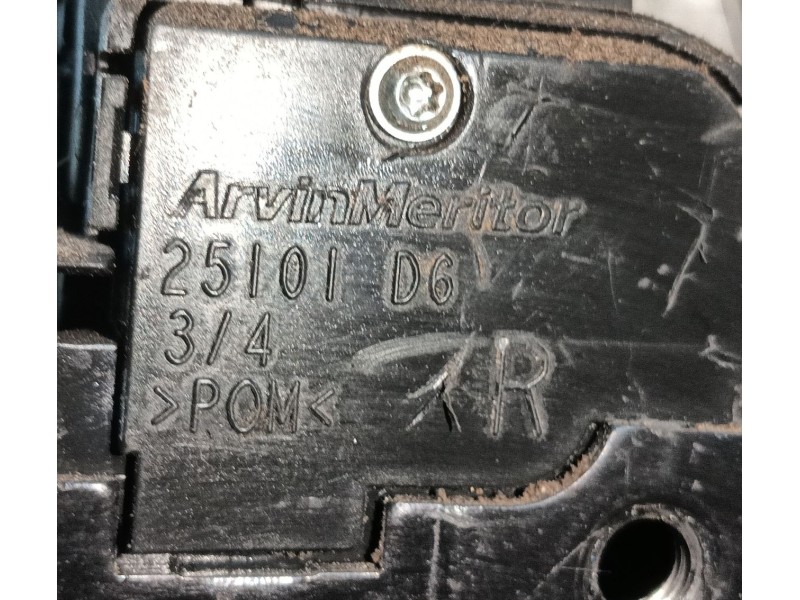 ArvinMeritor
25101 D6
3/4
>POM<
R